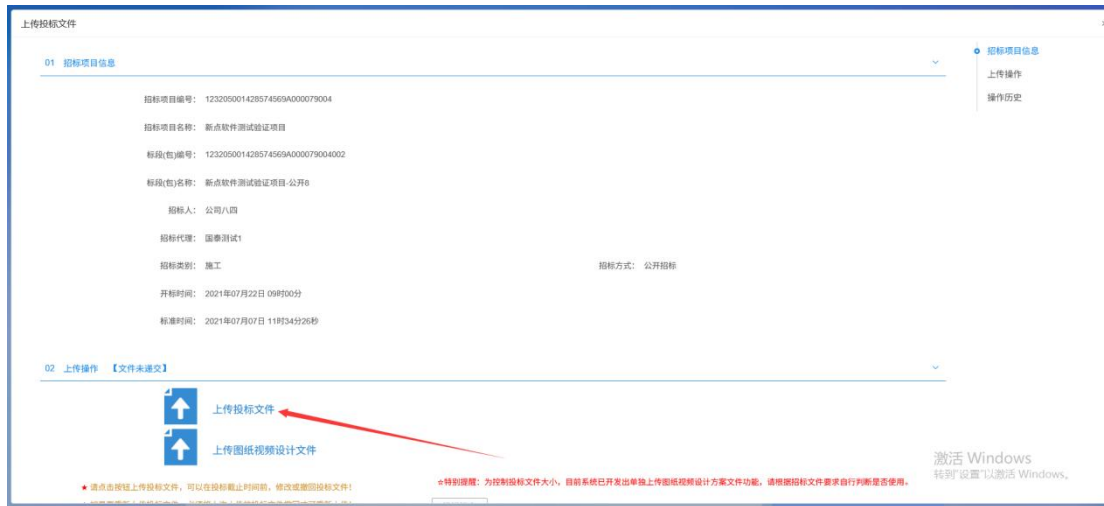 上传投标文件
01 招标项目信息
招标项目信息
上传操作
操作历史
招标项目编号： 123205001428574569A000079004
招标项目名称： 新点软件测试验证项目
标段(包)编号： 123205001428574569A000079004002
标段(包)名称： 新点软件测试验证项目-公开6
招标人： 公司八四
招标代理： 国泰测试1
招标类别： 施工 招标方式： 公开招标
开标时间： 2021年07月22日 09时00分
标准时间： 2021年07月07日 11时34分26秒
02 上传操作 【文件未递交】
上传投标文件
上传图纸视频设计文件
激活 Windows
转到"设置"以激活 Windows。
★ 请点击按钮上传投标文件，可以在投标截止时间前，修改或撤回投标文件！
☆特别提醒：为控制投标文件大小，目前系统已开发出单独上传图纸视频设计方案文件功能，请根据招标文件要求自行判断是否使用。